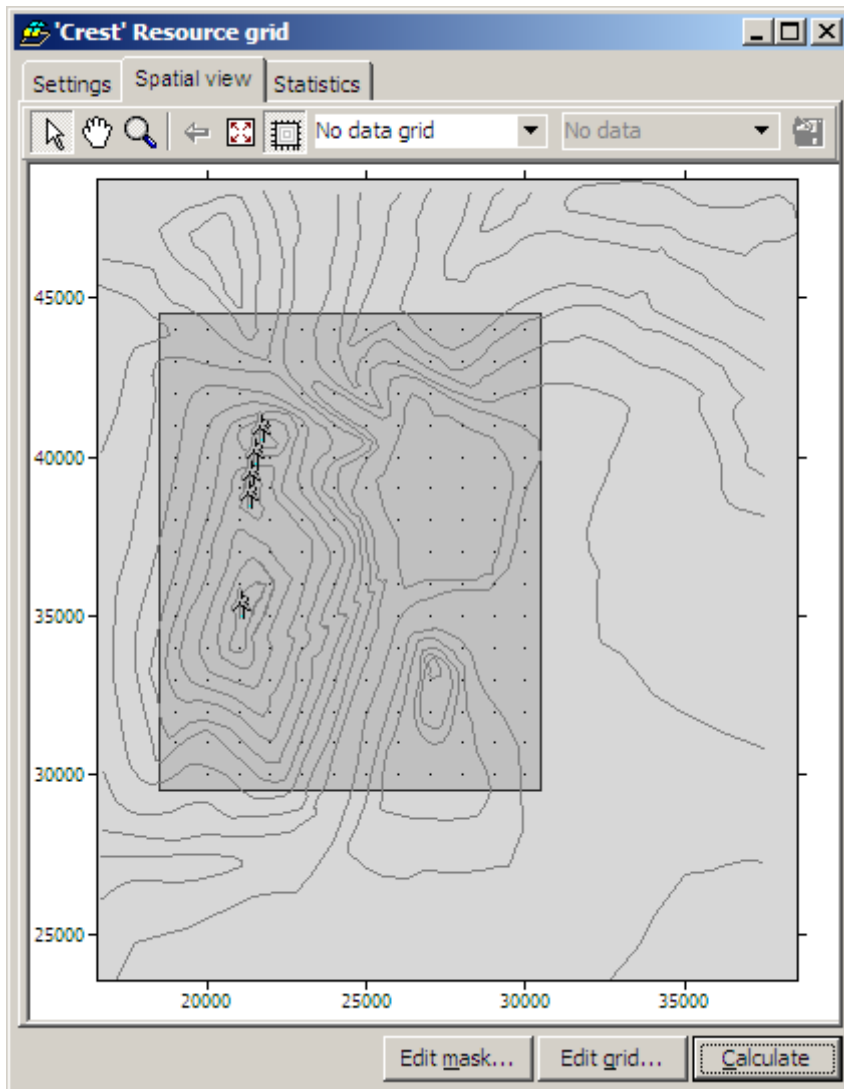 'Crest' Resource grid
Settings Spatial view Statistics
No data grid No data
45000
40000
35000
30000
25000
20000 25000 30000 35000
Edit mask... Edit grid... Calculate